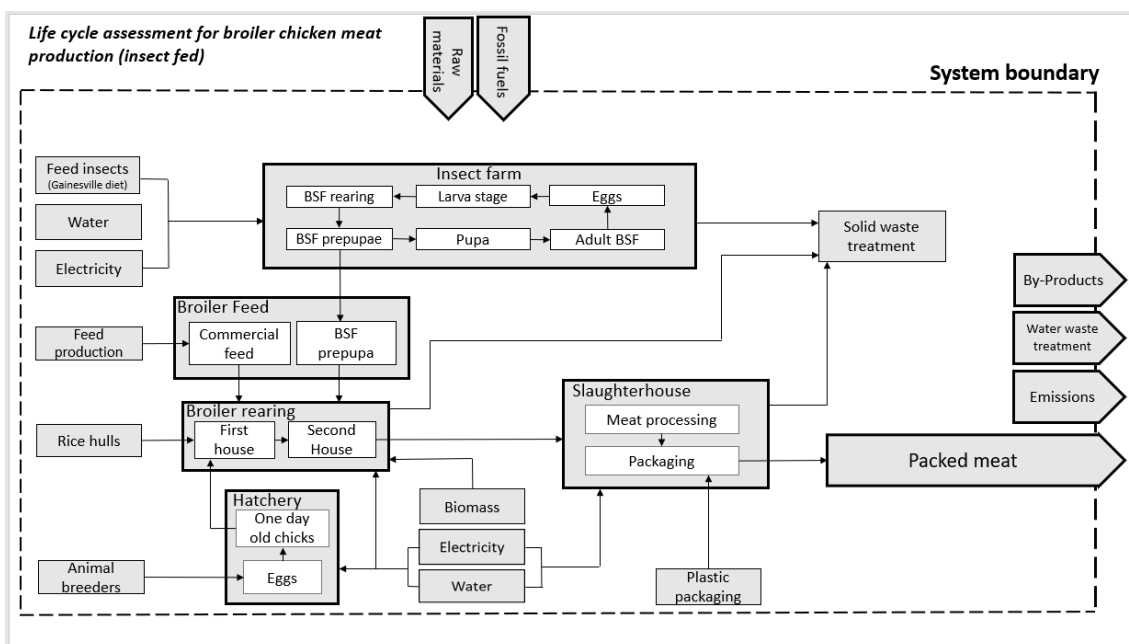 Life cycle assessment for broiler chicken meat
production (insect fed)
Raw
materials
Fossil fuels
System boundary
Feed insects
(Gainesville diet)
Water
Electricity
Insect farm
BSF rearing
Larva stage
Eggs
BSF prepupae
Pupa
Adult BSF
Solid waste
treatment
By-Products
Water waste
treatment
Emissions
Broiler Feed
Feed
production
Commercial
feed
BSF
prepupa
Broiler rearing
Rice hulls
First
house
Second
House
Slaughterhouse
Meat processing
Packaging
Packed meat
Hatchery
One day
old chicks
Eggs
Animal
breeders
Biomass
Electricity
Water
Plastic
packaging